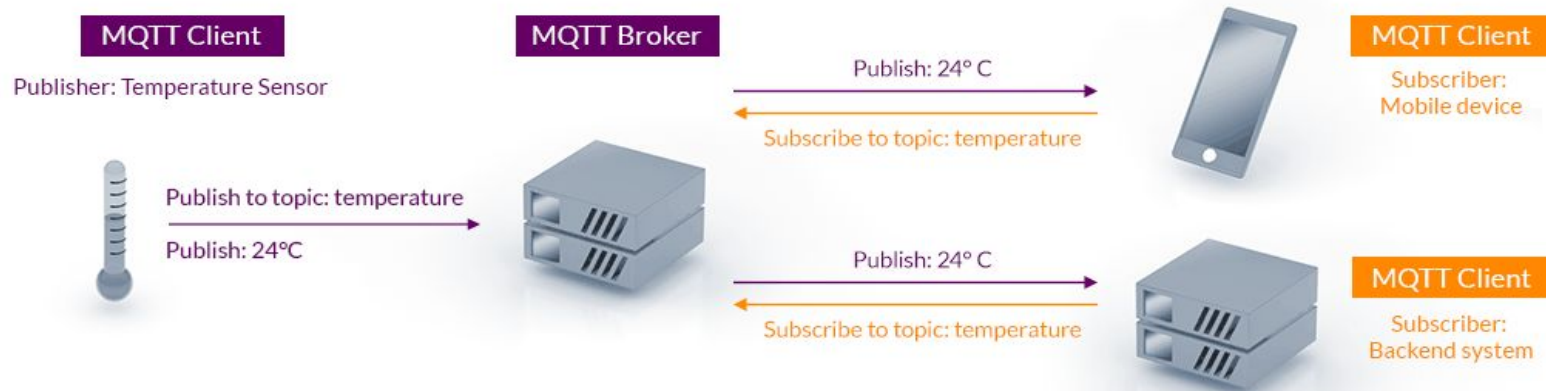 MQTT Client
Publisher: Temperature Sensor
Publish to topic: temperature
Publish: 24°C
MQTT Broker
Publish: 24° C
Subscribe to topic: temperature
MQTT Client
Subscriber:
Mobile device
Publish: 24° C
Subscribe to topic: temperature
MQTT Client
Subscriber:
Backend system